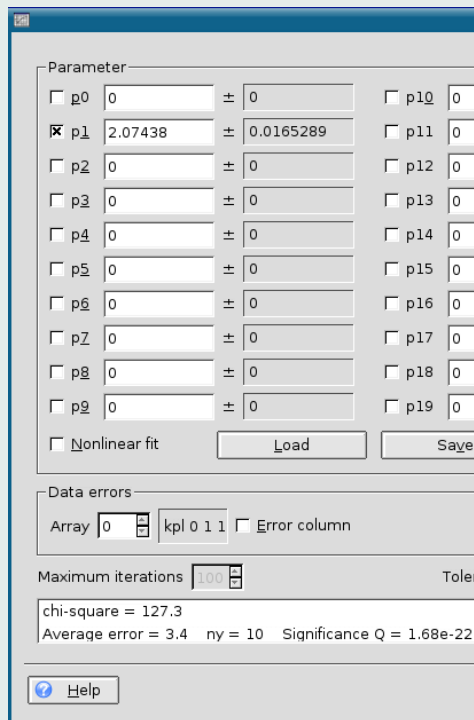 Parameter
p0 0 ± 0 p10 0
p1 2.07438 ± 0.0165289 p11 0
p2 0 ± 0 p12 0
p3 0 ± 0 p13 0
p4 0 ± 0 p14 0
p5 0 ± 0 p15 0
p6 0 ± 0 p16 0
p7 0 ± 0 p17 0
p8 0 ± 0 p18 0
p9 0 ± 0 p19 0
Nonlinear fit Load Save
Data errors
Array 0 kpl 0 1 1 Error column
Maximum iterations 100 Toler
chi-square = 127.3
Average error = 3.4 ny = 10 Significance Q = 1.68e-22
Help